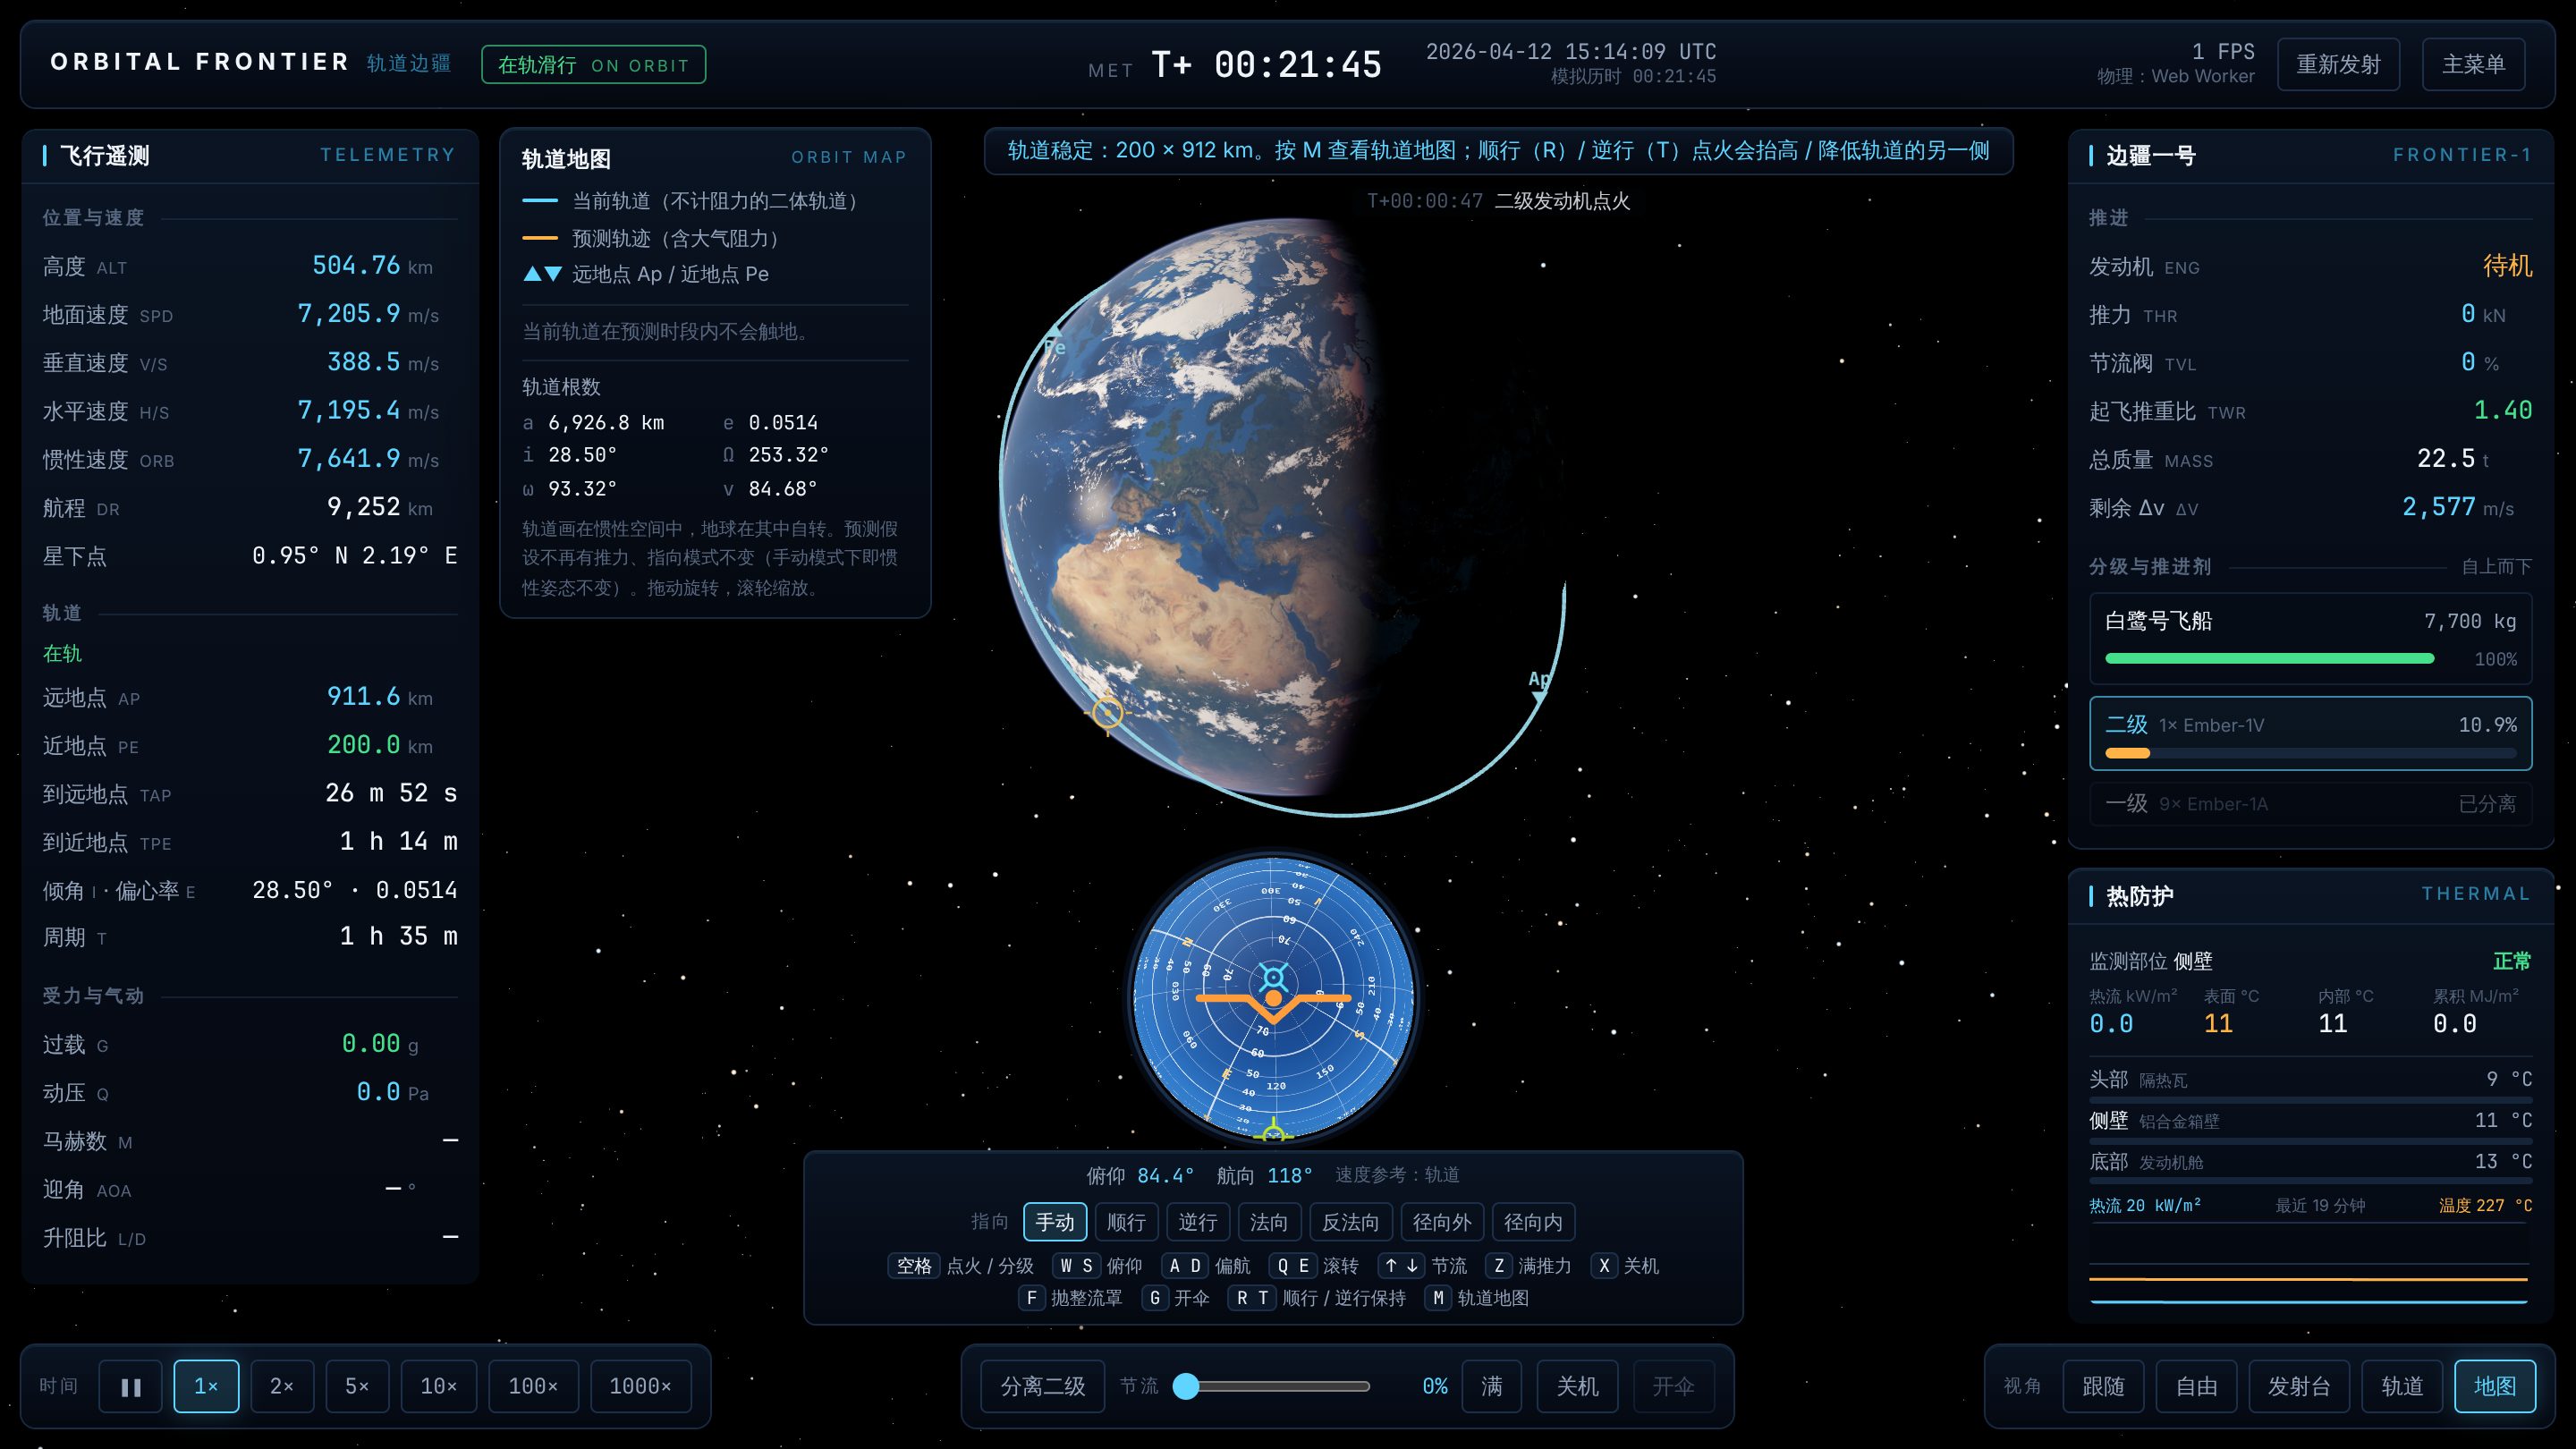 ORBITAL FRONTIER 轨道边疆 在轨滑行 ON ORBIT
MET T+ 00:21:45
2026-04-12 15:14:09 UTC
模拟历时 00:21:45
1 FPS
物理：Web Worker
重新发射 主菜单
飞行遥测 TELEMETRY
位置与速度
高度 ALT 504.76 km
地面速度 SPD 7,205.9 m/s
垂直速度 V/S 388.5 m/s
水平速度 H/S 7,195.4 m/s
惯性速度 ORB 7,641.9 m/s
航程 DR 9,252 km
星下点 0.95° N 2.19° E
轨道
在轨
远地点 AP 911.6 km
近地点 PE 200.0 km
到远地点 TAP 26 m 52 s
到近地点 TPE 1 h 14 m
倾角 I · 偏心率 E 28.50° · 0.0514
周期 T 1 h 35 m
受力与气动
过载 G 0.00 g
动压 Q 0.0 Pa
马赫数 M —
迎角 AOA — °
升阻比 L/D —
轨道地图 ORBIT MAP
当前轨道（不计阻力的二体轨道）
预测轨迹（含大气阻力）
▲▼ 远地点 Ap / 近地点 Pe
当前轨道在预测时段内不会触地。
轨道根数
a 6,926.8 km e 0.0514
i 28.50° Ω 253.32°
ω 93.32° ν 84.68°
轨道画在惯性空间中，地球在其中自转。预测假
设不再有推力、指向模式不变（手动模式下即惯
性姿态不变）。拖动旋转，滚轮缩放。
轨道稳定：200 × 912 km。按 M 查看轨道地图；顺行（R）/ 逆行（T）点火会抬高 / 降低轨道的另一侧
T+00:00:47 二级发动机点火
Pe
Ap
俯仰 84.4° 航向 118° 速度参考：轨道
指向 手动 顺行 逆行 法向 反法向 径向外 径向内
空格 点火 / 分级 W S 俯仰 A D 偏航 Q E 滚转 ↑ ↓ 节流 Z 满推力 X 关机
F 抛整流罩 G 开伞 R T 顺行 / 逆行保持 M 轨道地图
边疆一号 FRONTIER-1
推进
发动机 ENG 待机
推力 THR 0 kN
节流阀 TVL 0 %
起飞推重比 TWR 1.40
总质量 MASS 22.5 t
剩余 Δv ΔV 2,577 m/s
分级与推进剂 自上而下
白鹭号飞船 7,700 kg
100%
二级 1× Ember-1V 10.9%
一级 9× Ember-1A 已分离
热防护 THERMAL
监测部位 侧壁 正常
热流 kW/m² 表面 °C 内部 °C 累积 MJ/m²
0.0 11 11 0.0
头部 隔热瓦 9 °C
侧壁 铝合金箱壁 11 °C
底部 发动机舱 13 °C
热流 20 kW/m² 最近 19 分钟 温度 227 °C
时间 1× 2× 5× 10× 100× 1000×
分离二级 节流 0% 满 关机 开伞
视角 跟随 自由 发射台 轨道 地图